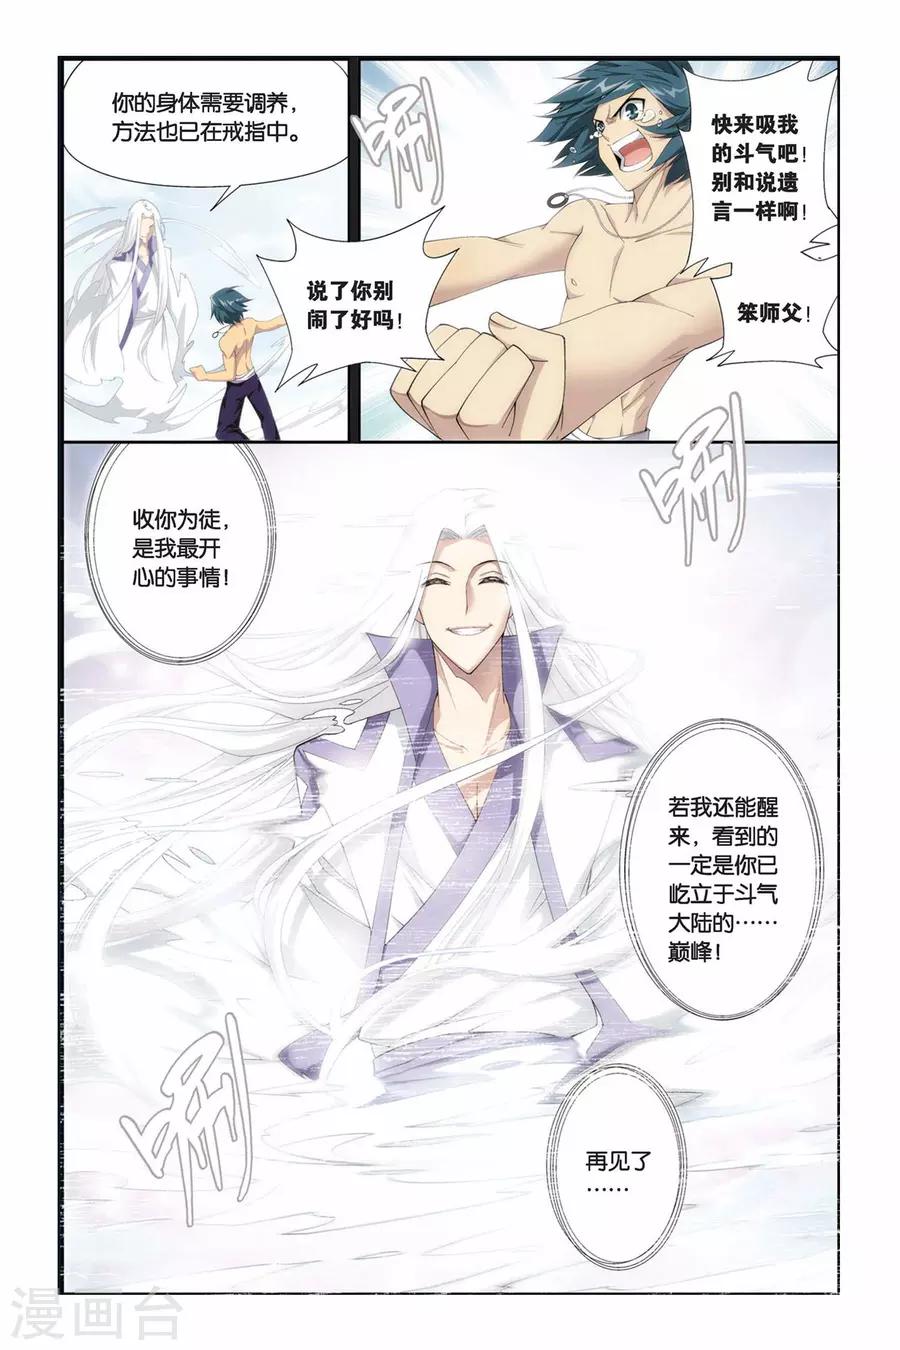 你的身体需要调养，
方法也已在戒指中。
说了你别
闹了好吗！
唰
快来吸我
的斗气吧！
别和说遗
言一样啊！
笨师父！
唰
收你为徒，
是我最开
心的事情！
若我还能醒
来，看到的
一定是你已
屹立于斗气
大陆的……
巅峰！
唰
再见了
……
漫画台